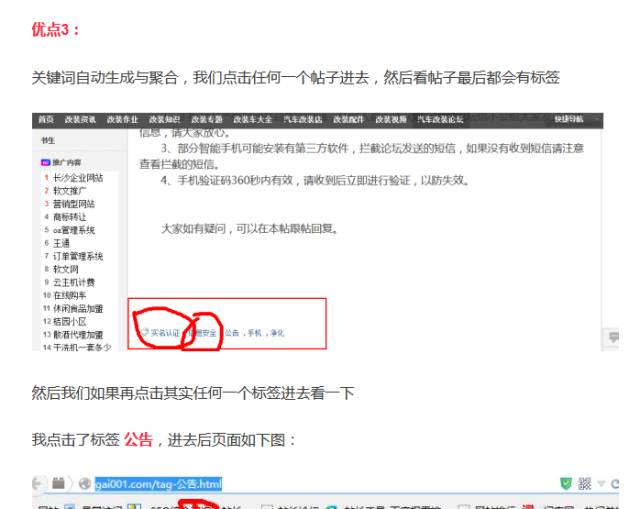 优点3：
关键词自动生成与聚合，我们点击任何一个帖子进去，然后看帖子最后都会有标签
首页 改装资讯 改装作业 改装知识 改装专题 改装车大全 汽车改装店 改装配件 改装视频 汽车改装论坛 快捷导航
书生
信息，请大家放心。
3、部分智能手机可能安装有第三方软件，拦截论坛发送的短信，如果没有收到短信请注意
推广内容
查看拦截的短信。
1 长沙企业网站
4、手机验证码360秒内有效，请收到后立即进行验证，以防失效。
2 软文推广
3 营销型网站
4 商标转让
5 oa管理系统
大家如有疑问，可以在本帖跟帖回复。
6 王通
7 订单管理系统
8 软文网
9 云主机计费
10 在线购车
11 休闲食品加盟
12 桔园小区
13 散酒代理加盟
实名认证，信息安全，公告，手机，净化
14 干洗机一套多少
然后我们如果再点击其实任何一个标签进去看一下
我点击了标签 公告，进去后页面如下图：
gai001.com/tag-公告.html